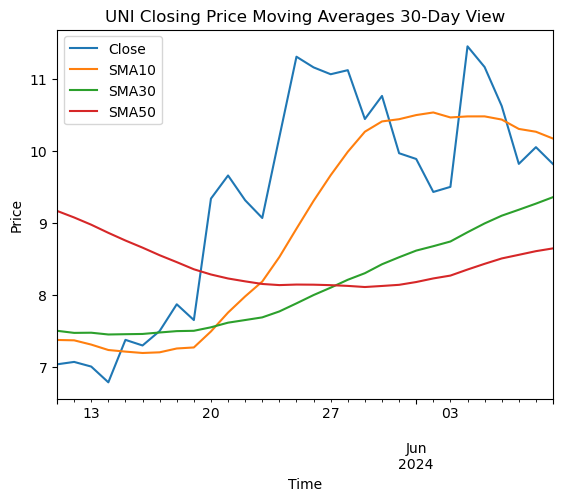 UNI Closing Price Moving Averages 30-Day View
Close
SMA10
SMA30
SMA50
Price
11
10
9
8
7
13
20
27
03
Jun
2024
Time